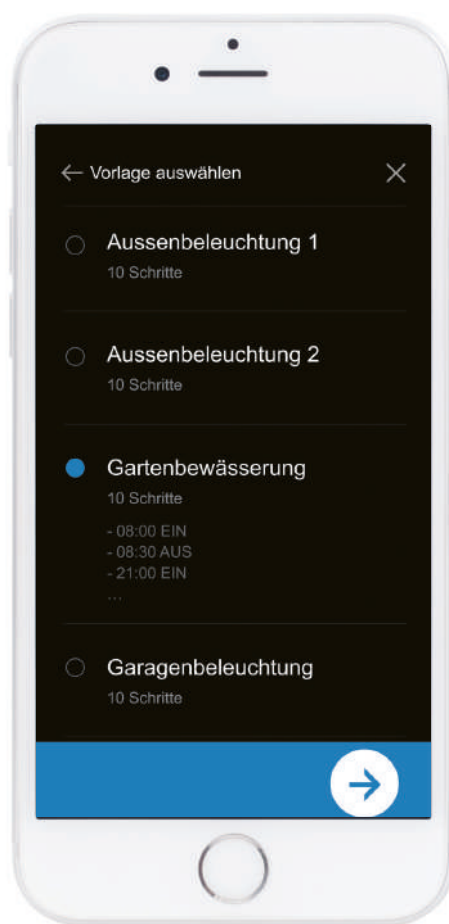 Vorlage auswählen
Aussenbeleuchtung 1
10 Schritte
Aussenbeleuchtung 2
10 Schritte
Gartenbewässerung
10 Schritte
- 08:00 EIN
- 08:30 AUS
- 21:00 EIN
...
Garagenbeleuchtung
10 Schritte